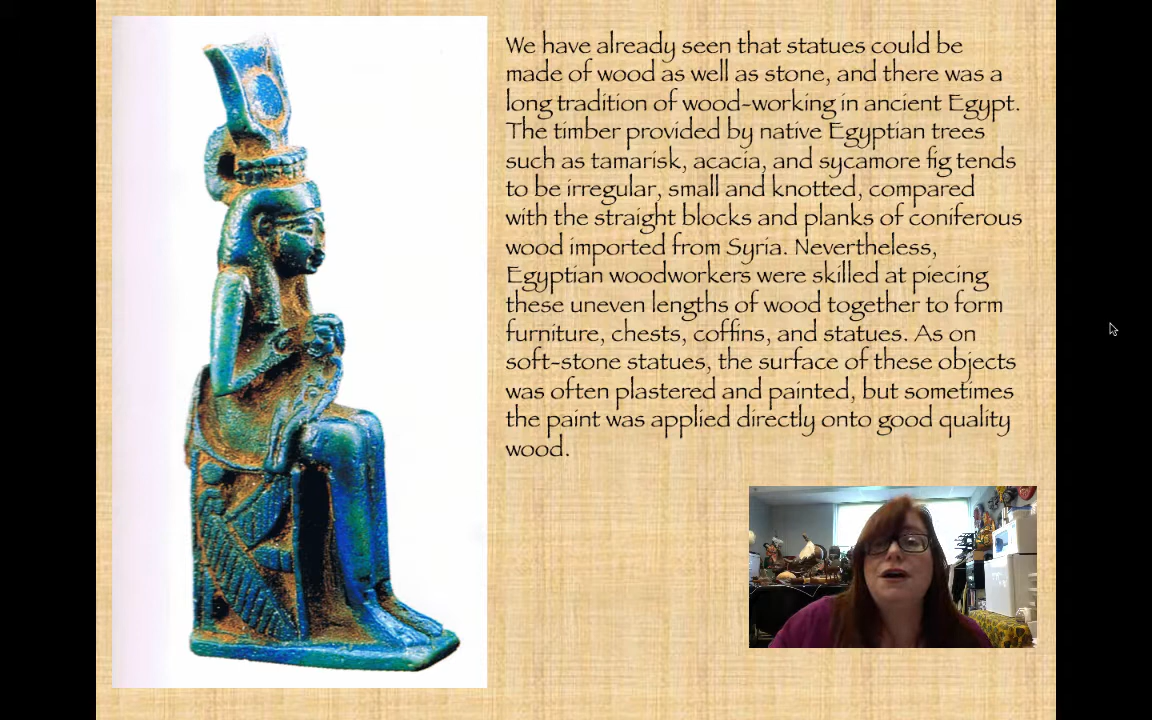 We have already seen that statues could be
made of wood as well as stone, and there was a
long tradition of wood-working in ancient Egypt.
The timber provided by native Egyptian trees
such as tamarisk, acacia, and sycamore fig tends
to be irregular, small and knotted, compared
with the straight blocks and planks of coniferous
wood imported from Syria. Nevertheless,
Egyptian woodworkers were skilled at piecing
these uneven lengths of wood together to form
furniture, chests, coffins, and statues. As on
soft-stone statues, the surface of these objects
was often plastered and painted, but sometimes
the paint was applied directly onto good quality
wood.